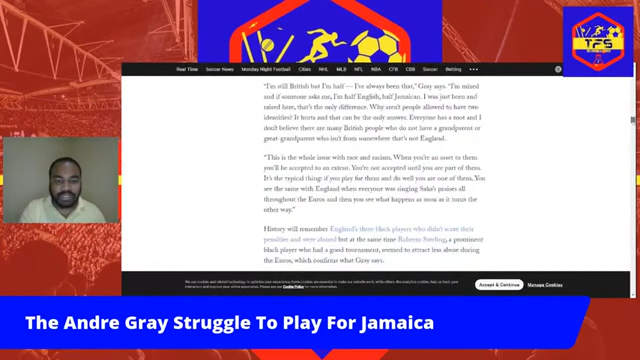 TFS
Real Time Soccer News Monday Night Football Cities NHL MLB NFL NBA CFB CBB Soccer Betting
"I'm still British but I'm half — I've always been that," Gray says. "I'm mixed
and if someone asks me, I'm half English, half Jamaican. I was just born and
raised here, that's the only difference. Why aren't people allowed to have two
identities? It hurts and that can be the only answer. Everyone has a root and I
don't believe there are many British people who do not have a grandparent or
great-grandparent who isn't from somewhere that's not England.
"This is the whole issue with race and racism. When you're an asset to them
you'll be accepted to an extent. You're not accepted until you are part of them.
It's the typical thing: if you play for them and do well you are one of them. You
see the same with England when everyone was singing Saka's praises all
throughout the Euros and then you see what happens as soon as it turns the
other way."
History will remember England's three black players who didn't score their
penalties and were abused but at the same time Raheem Sterling, a prominent
black player who had a good tournament, seemed to attract less abuse during
the Euros, which confirms what Gray says.
Cookie Policy
Accept & Continue
Manage Cookies
The Andre Gray Struggle To Play For Jamaica